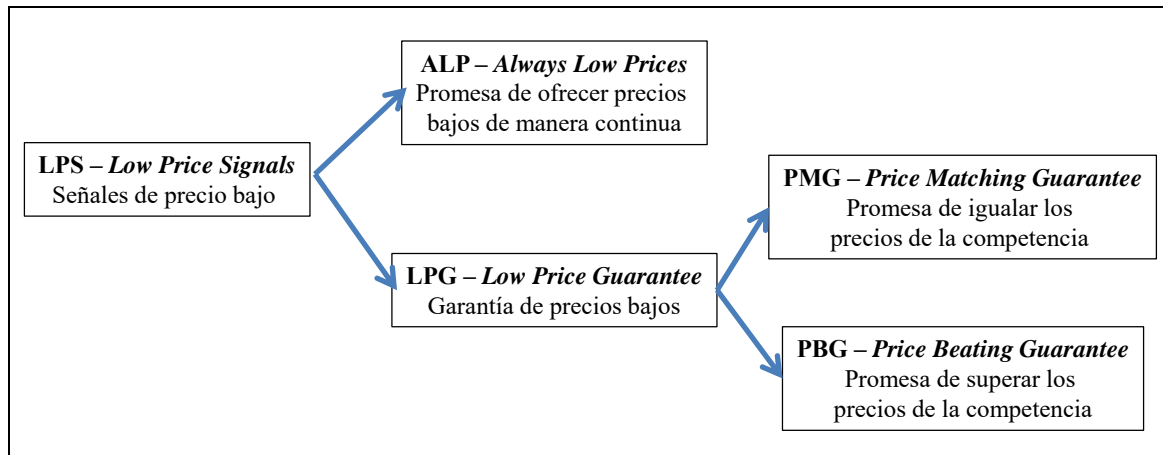 ALP – Always Low Prices
Promesa de ofrecer precios
bajos de manera continua
LPS – Low Price Signals
Señales de precio bajo
PMG – Price Matching Guarantee
Promesa de igualar los
precios de la competencia
LPG – Low Price Guarantee
Garantía de precios bajos
PBG – Price Beating Guarantee
Promesa de superar los
precios de la competencia